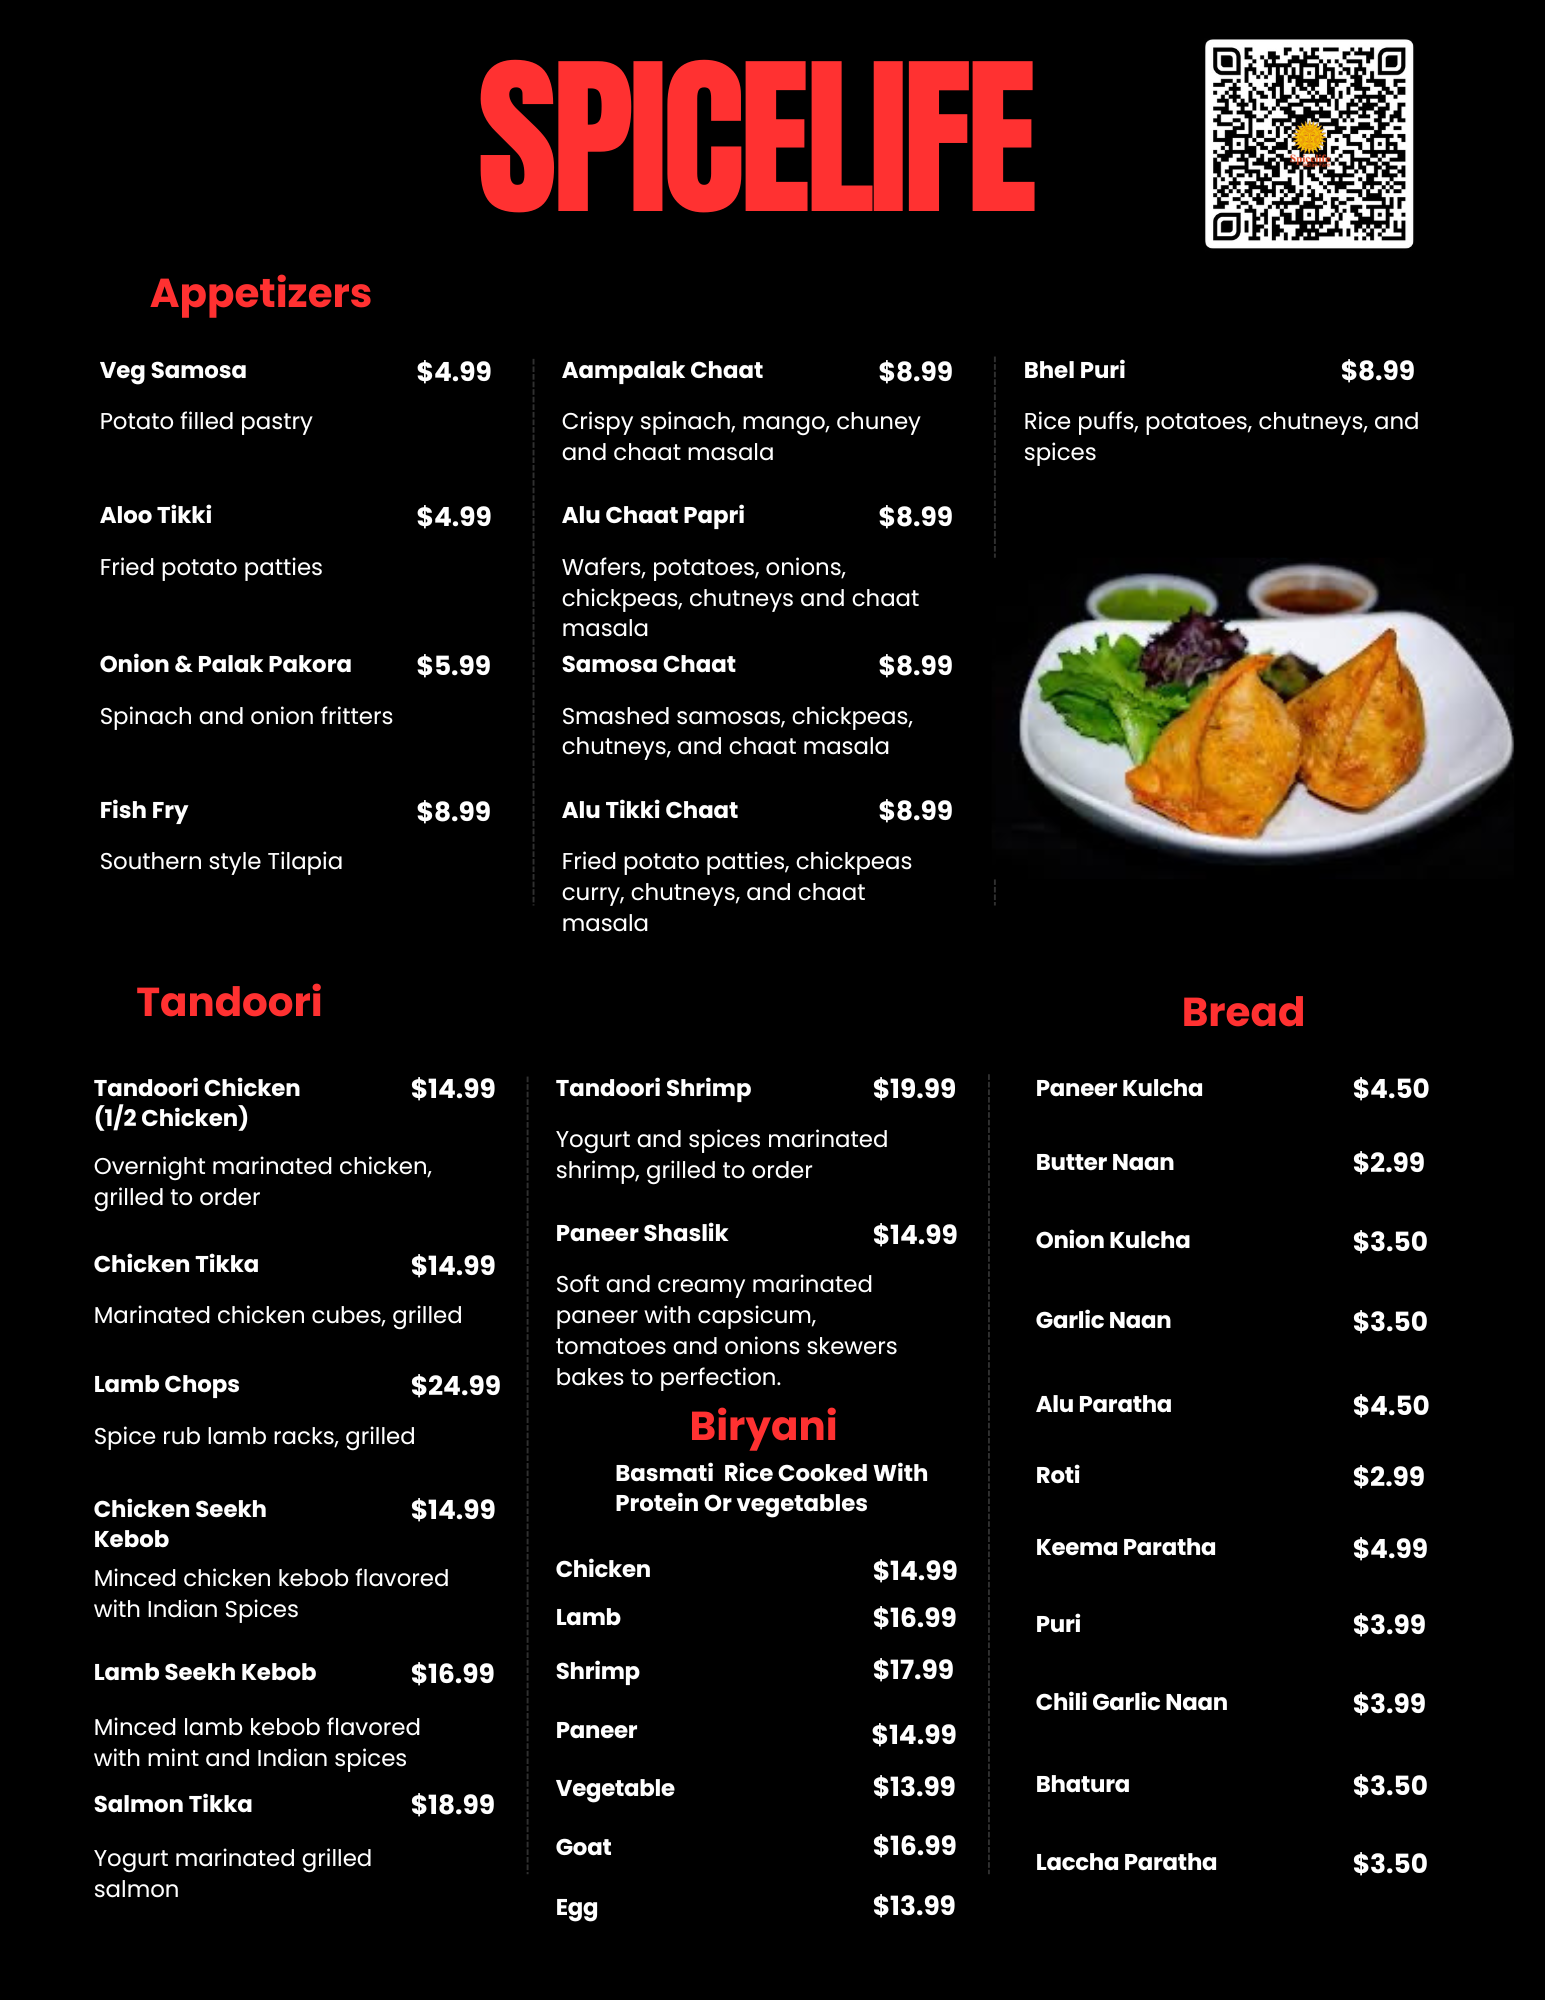 SPICELIFE
Spicelife
Appetizers
Veg Samosa $4.99
Potato filled pastry
Aloo Tikki $4.99
Fried potato patties
Onion & Palak Pakora $5.99
Spinach and onion fritters
Fish Fry $8.99
Southern style Tilapia
Aampalak Chaat $8.99
Crispy spinach, mango, chuney
and chaat masala
Alu Chaat Papri $8.99
Wafers, potatoes, onions,
chickpeas, chutneys and chaat
masala
Samosa Chaat $8.99
Smashed samosas, chickpeas,
chutneys, and chaat masala
Alu Tikki Chaat $8.99
Fried potato patties, chickpeas
curry, chutneys, and chaat
masala
Bhel Puri $8.99
Rice puffs, potatoes, chutneys, and
spices
Tandoori
Tandoori Chicken $14.99
(1/2 Chicken)
Overnight marinated chicken,
grilled to order
Chicken Tikka $14.99
Marinated chicken cubes, grilled
Lamb Chops $24.99
Spice rub lamb racks, grilled
Chicken Seekh $14.99
Kebob
Minced chicken kebob flavored
with Indian Spices
Lamb Seekh Kebob $16.99
Minced lamb kebob flavored
with mint and Indian spices
Salmon Tikka $18.99
Yogurt marinated grilled
salmon
Tandoori Shrimp $19.99
Yogurt and spices marinated
shrimp, grilled to order
Paneer Shaslik $14.99
Soft and creamy marinated
paneer with capsicum,
tomatoes and onions skewers
bakes to perfection.
Biryani
Basmati Rice Cooked With
Protein Or vegetables
Chicken $14.99
Lamb $16.99
Shrimp $17.99
Paneer $14.99
Vegetable $13.99
Goat $16.99
Egg $13.99
Bread
Paneer Kulcha $4.50
Butter Naan $2.99
Onion Kulcha $3.50
Garlic Naan $3.50
Alu Paratha $4.50
Roti $2.99
Keema Paratha $4.99
Puri $3.99
Chili Garlic Naan $3.99
Bhatura $3.50
Laccha Paratha $3.50